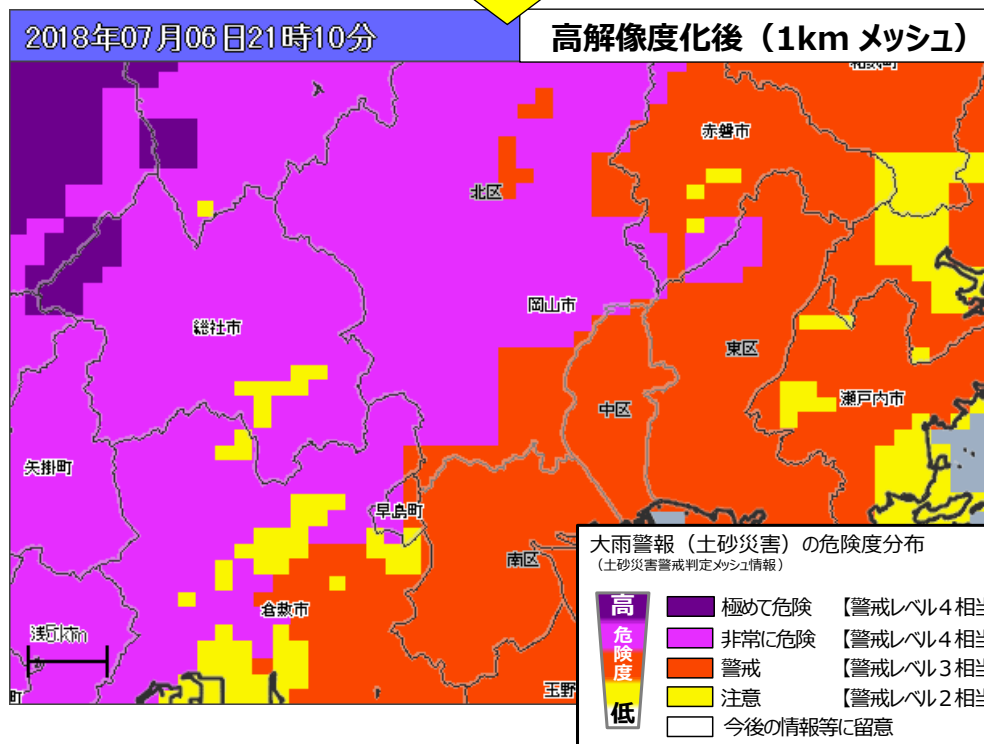 2018年07月06日21時10分
高解像度化後（1km メッシュ）
和気町
赤磐市
北区
岡山市
総社市
東区
瀬戸内市
中区
矢掛町
早島町
南区
倉敷市
5km
町
玉野
大雨警報（土砂災害）の危険度分布
（土砂災害警戒判定メッシュ情報）
高
危険度
低
極めて危険 【警戒レベル４相当
非常に危険 【警戒レベル４相当
警戒 【警戒レベル３相当
注意 【警戒レベル２相当
今後の情報等に留意